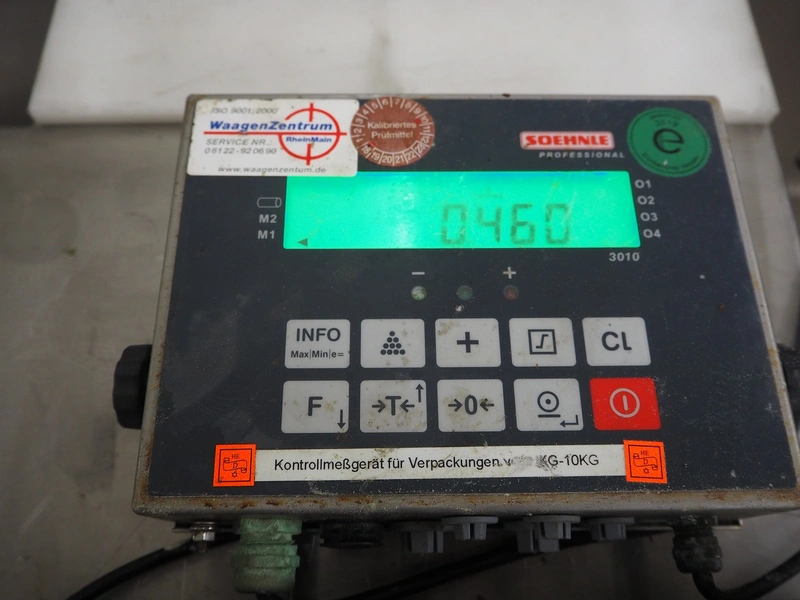 ISO 9001:2000
WaagenZentrum
RheinMain
SERVICE NR.:
06122-920690
www.waagenzentrum.de
Kalibriertes
Prüfmittel
SOEHNLE
PROFESSIONAL
e
M2
M1
0460
O1
O2
O3
O4
3010
- +
INFO
Max|Min|e=
+
CL
F
→T←
→0←
Kontrollmeßgerät für Verpackungen KG-10KG